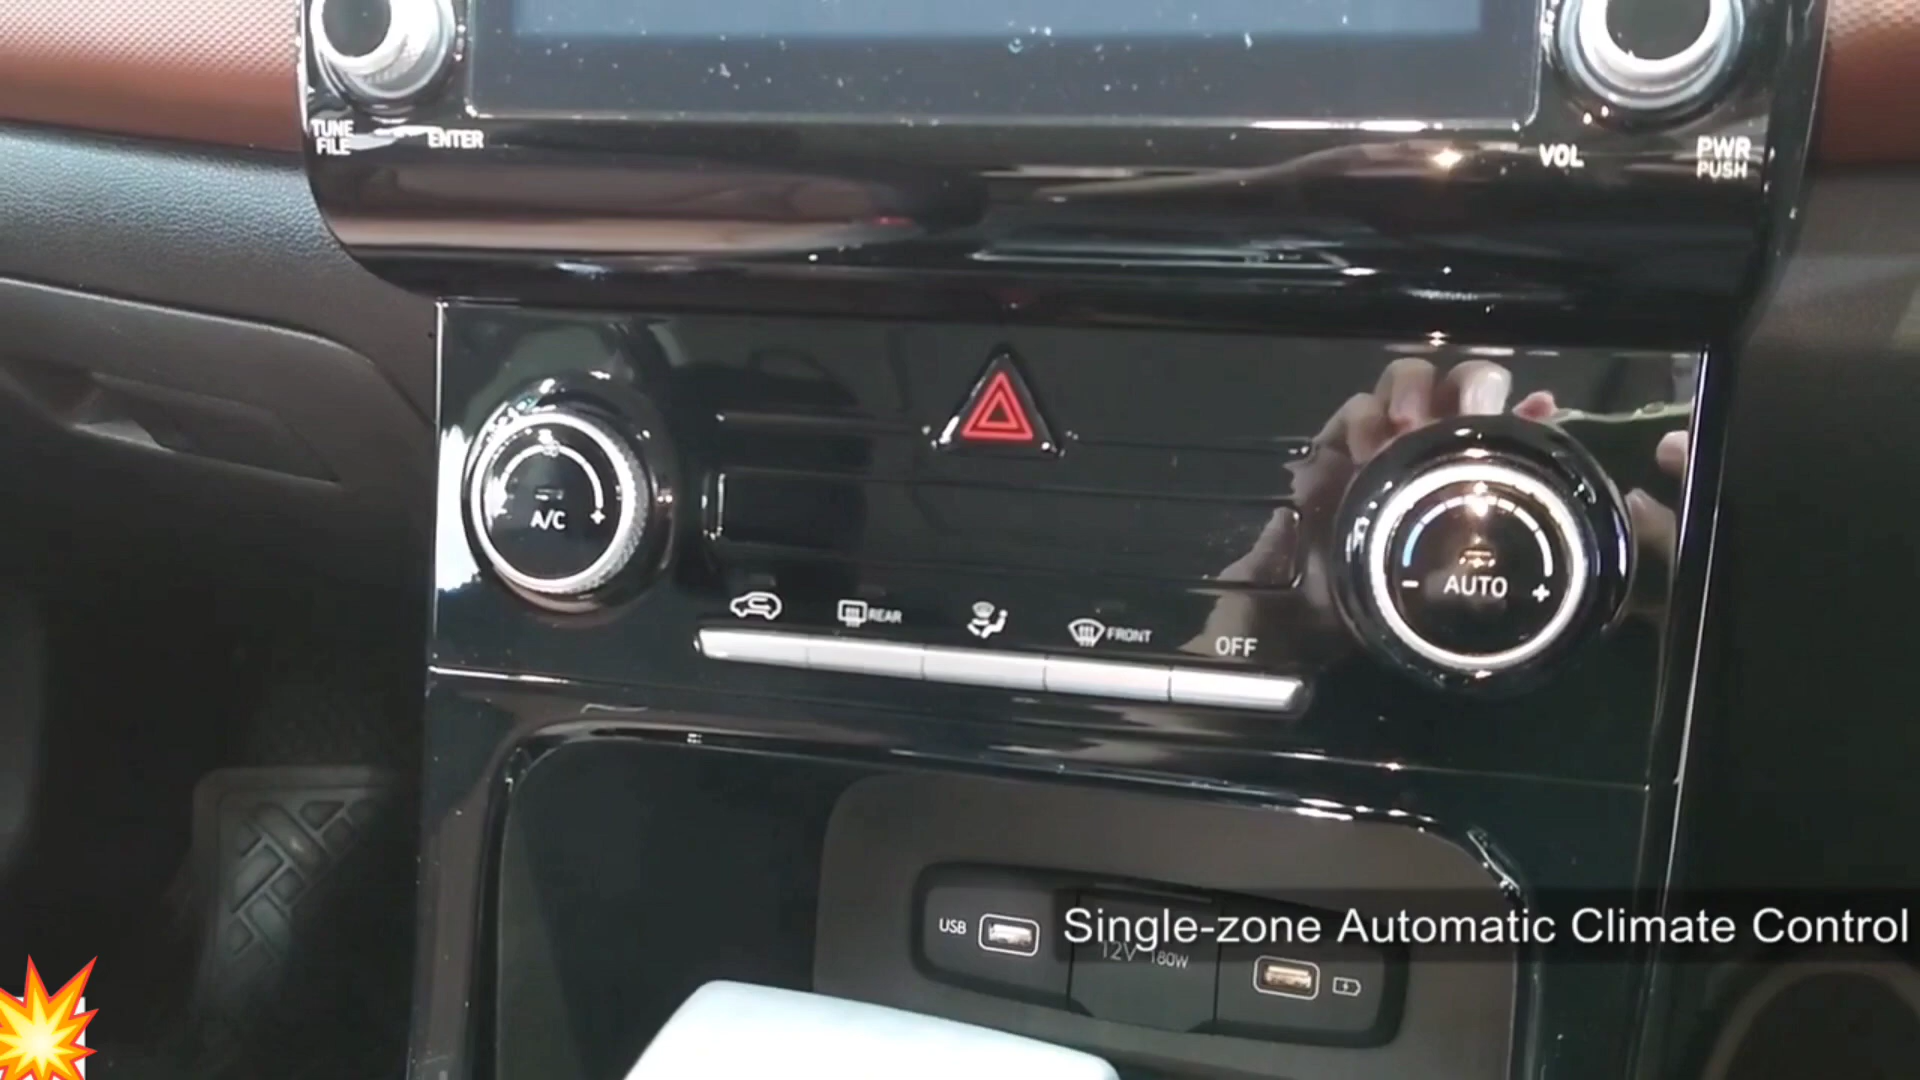 TUNE
FILE
ENTER
VOL
PWR
PUSH
A/C
- +
AUTO
- +
REAR
FRONT
OFF
USB
12V 180W
Single-zone Automatic Climate Control